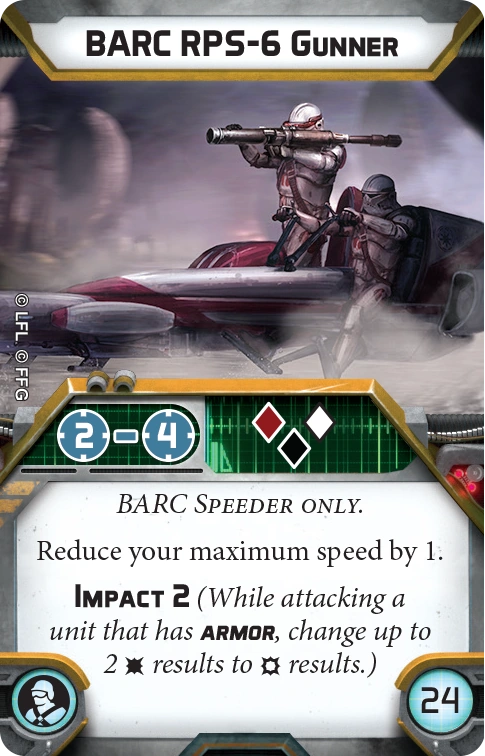 BARC RPS-6 GUNNER
© LFL © FFG
2 - 4
BARC SPEEDER ONLY.
Reduce your maximum speed by 1.
IMPACT 2 (While attacking a
unit that has ARMOR, change up to
2 results to results.)
24